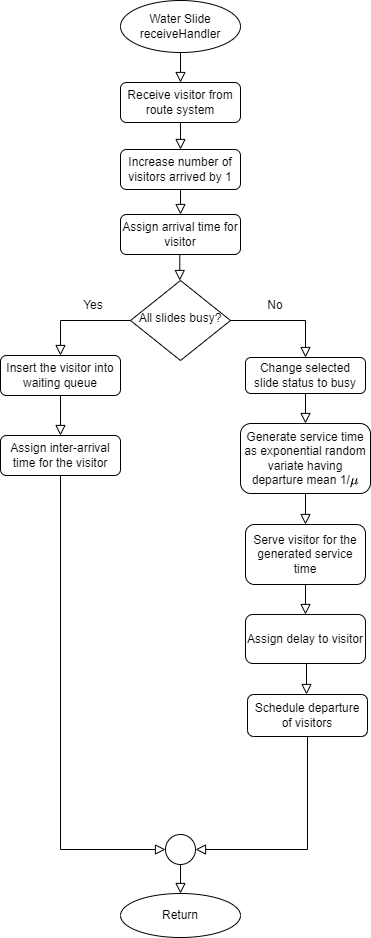 Water Slide
receiveHandler
Receive visitor from
route system
Increase number of
visitors arrived by 1
Assign arrival time for
visitor
All slides busy?
Yes
No
Insert the visitor into
waiting queue
Assign inter-arrival
time for the visitor
Change selected
slide status to busy
Generate service time
as exponential random
variate having
departure mean 1/μ
Serve visitor for the
generated service
time
Assign delay to visitor
Schedule departure
of visitors
Return